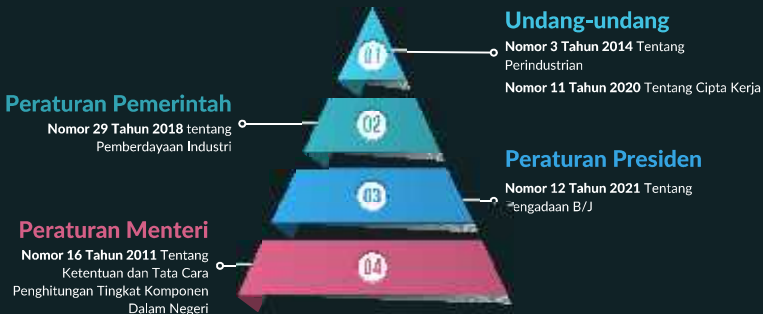 Undang-undang
Nomor 3 Tahun 2014 Tentang
Perindustrian
Nomor 11 Tahun 2020 Tentang Cipta Kerja
01
Peraturan Pemerintah
Nomor 29 Tahun 2018 tentang
Pemberdayaan Industri
02
Peraturan Presiden
Nomor 12 Tahun 2021 Tentang
Pengadaan B/J
03
Peraturan Menteri
Nomor 16 Tahun 2011 Tentang
Ketentuan dan Tata Cara
Penghitungan Tingkat Komponen
Dalam Negeri
04